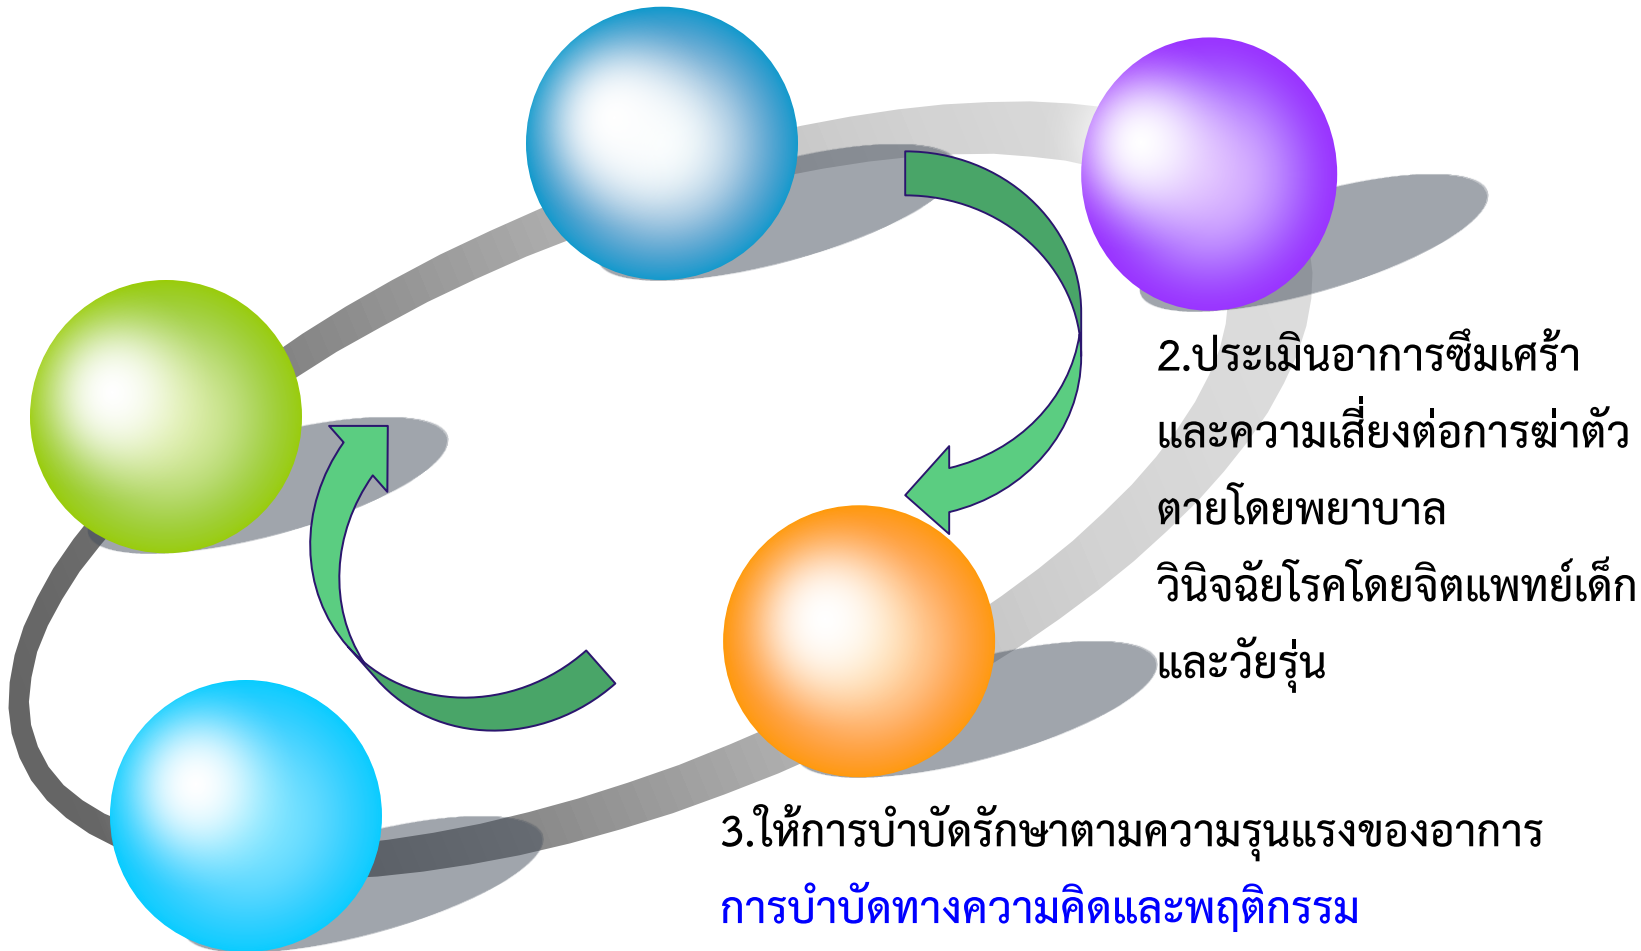 2.ประเมินอาการซึมเศร้า
และความเสี่ยงต่อการฆ่าตัว
ตายโดยพยาบาล
วินิจฉัยโรคโดยจิตแพทย์เด็ก
และวัยรุ่น
3.ให้การบำบัดรักษาตามความรุนแรงของอาการ
การบำบัดทางความคิดและพฤติกรรม